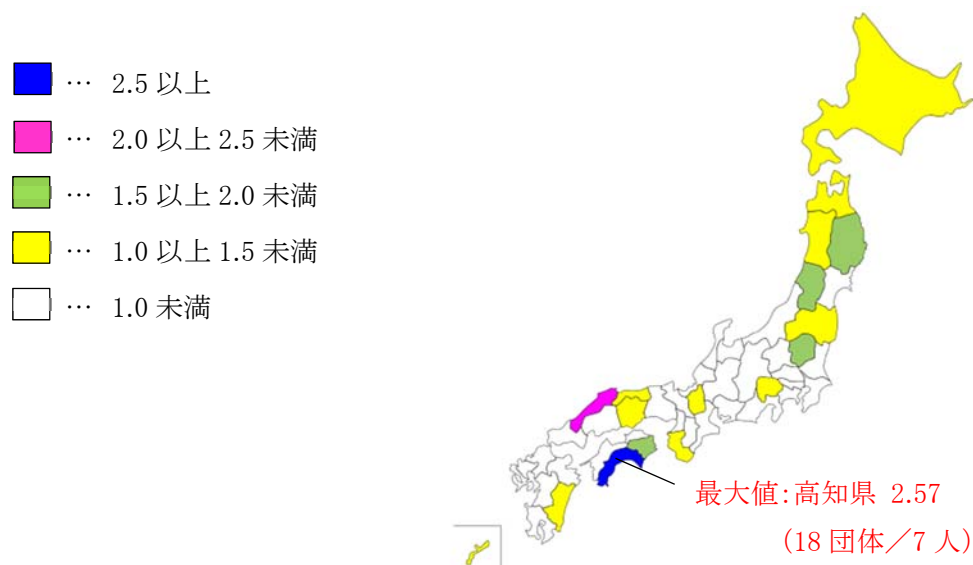 … 2.5 以上
… 2.0 以上 2.5 未満
… 1.5 以上 2.0 未満
… 1.0 以上 1.5 未満
… 1.0 未満
最大値:高知県 2.57
(18 団体／7 人)